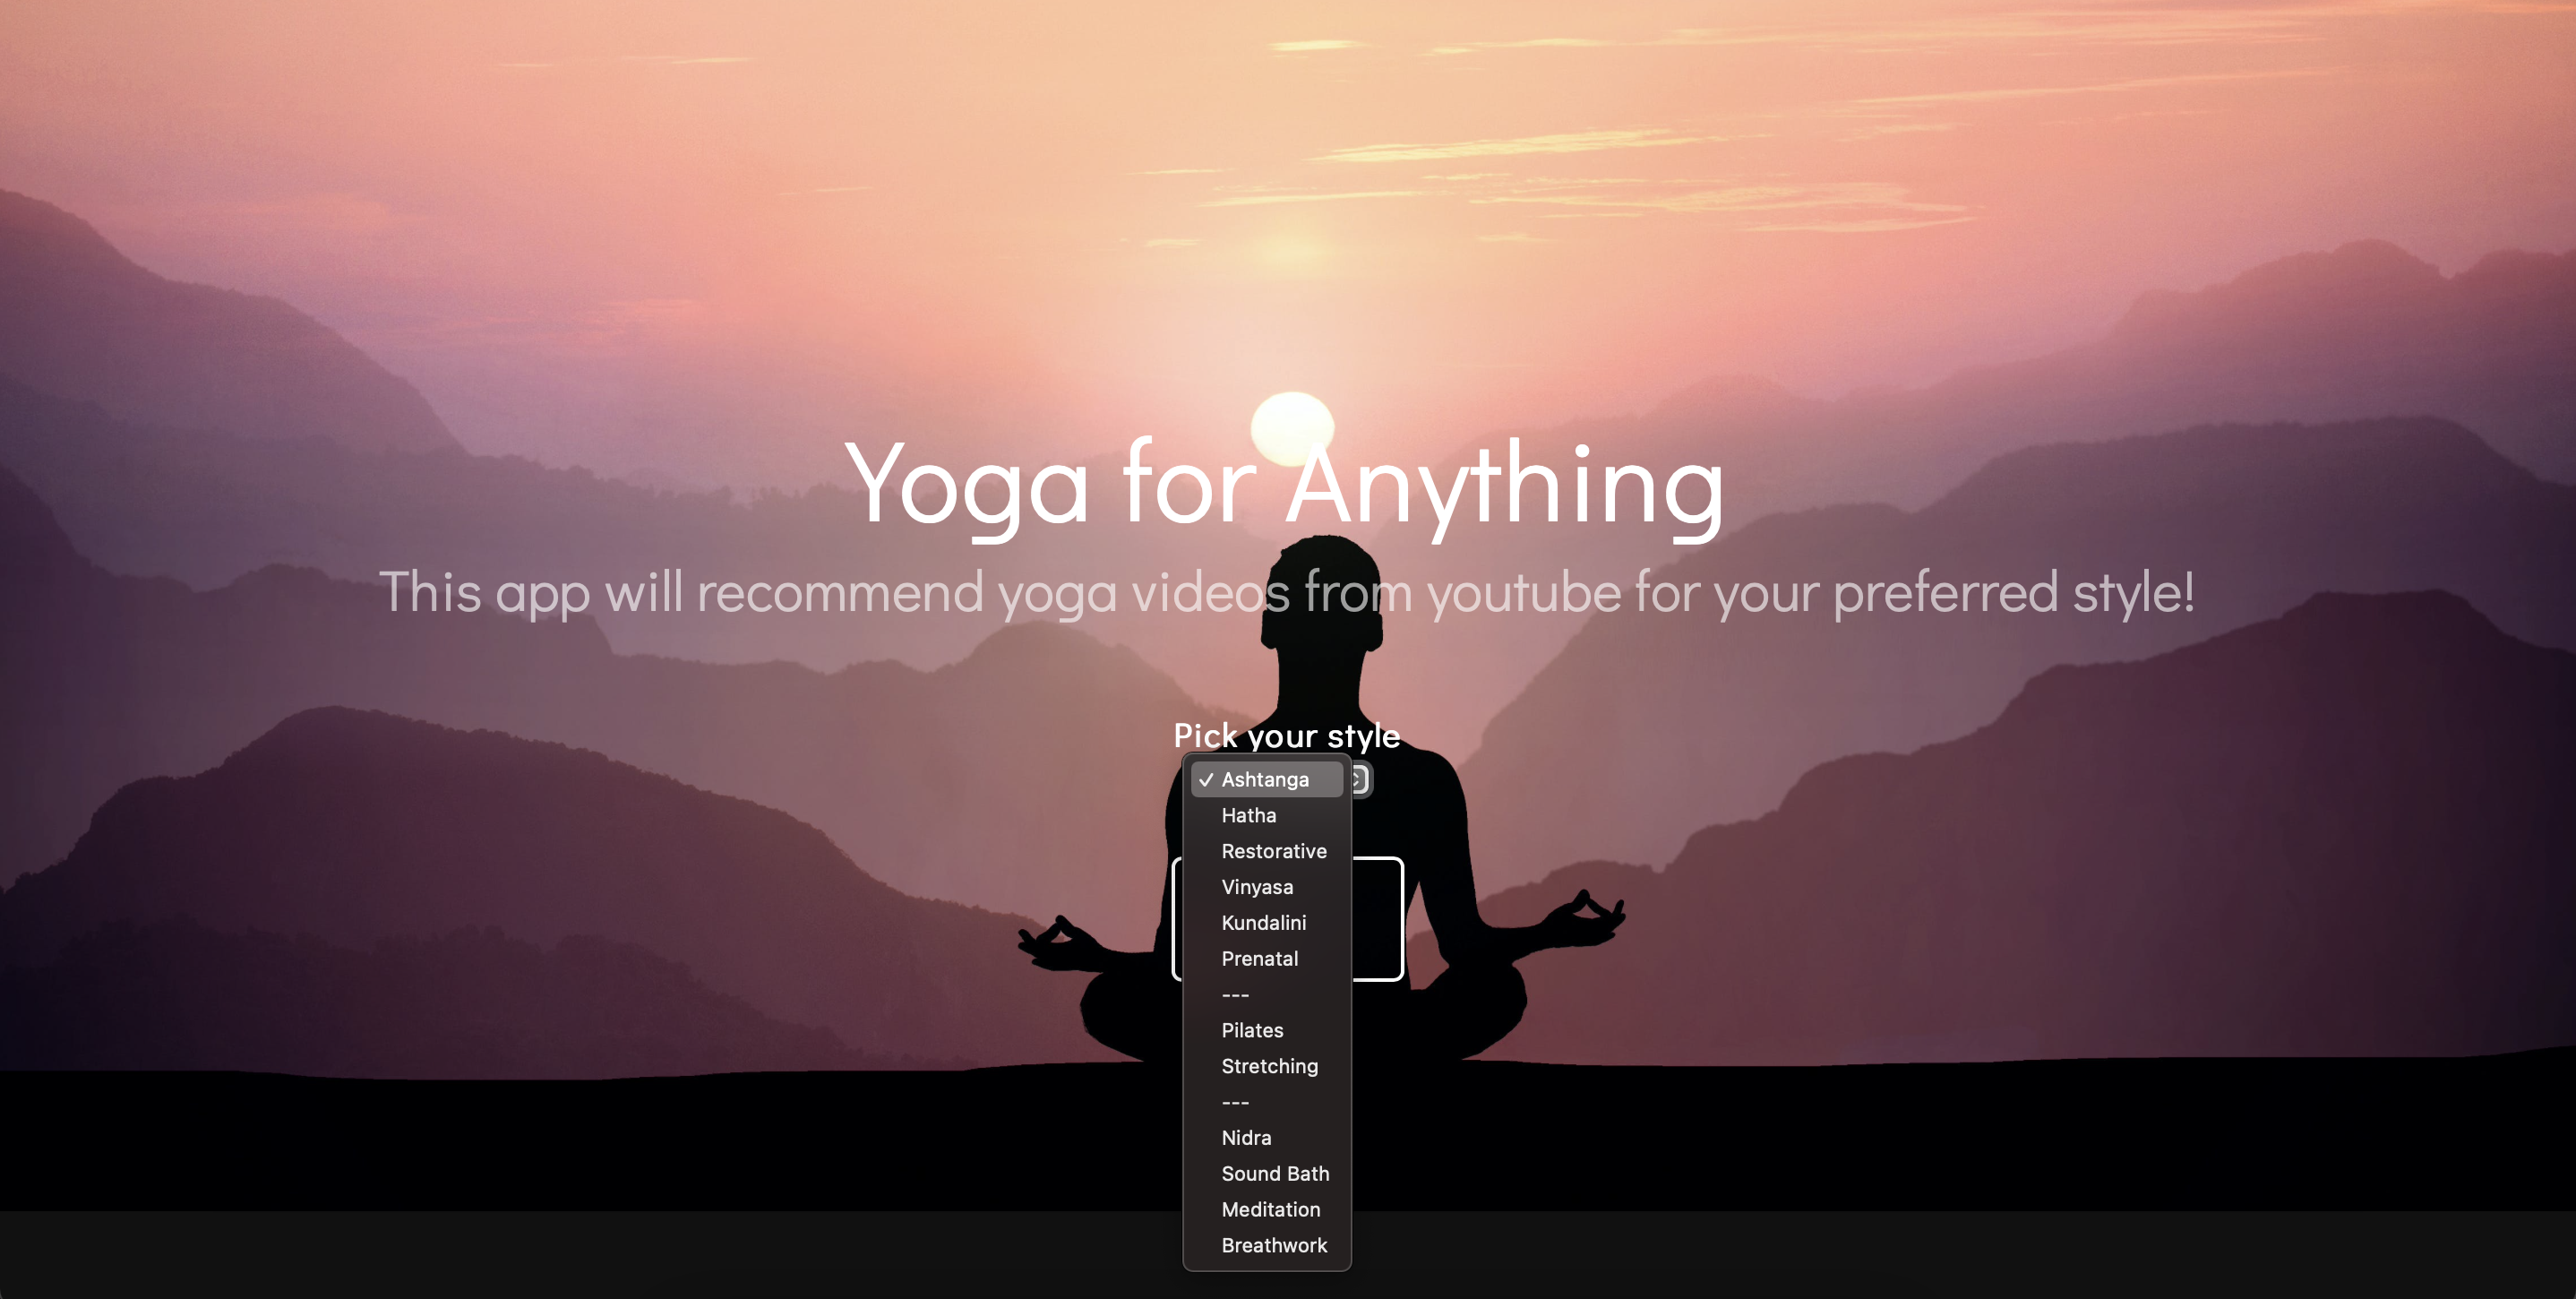 Yoga for Anything
This app will recommend yoga videos from youtube for your preferred style!
Pick your style
✓ Ashtanga
Hatha
Restorative
Vinyasa
Kundalini
Prenatal
---
Pilates
Stretching
---
Nidra
Sound Bath
Meditation
Breathwork